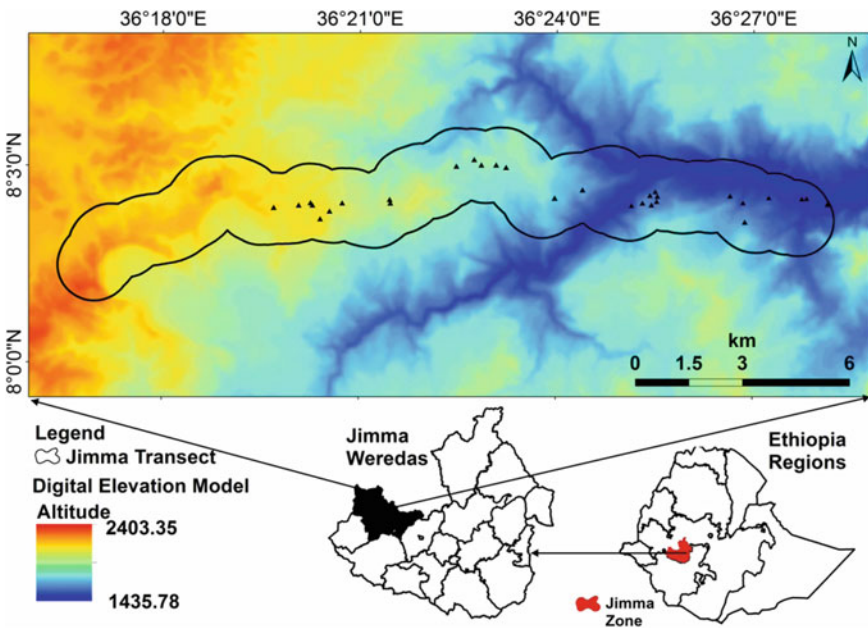 36°18'0"E 36°21'0"E 36°24'0"E 36°27'0"E
N
8°3'0"N
8°0'0"N
km
0 1.5 3 6
Legend
Jimma Transect
Digital Elevation Model
Altitude
2403.35
1435.78
Jimma
Weredas
Ethiopia
Regions
Jimma
Zone